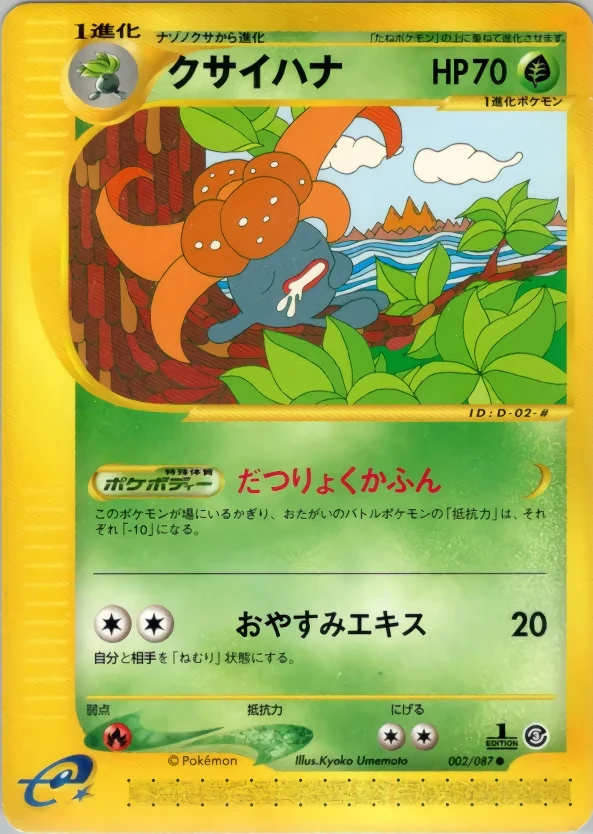 1進化
ナゾノクサから進化
「たねポケモン」の上に重ねて進化させます。
クサイハナ
HP70
1進化ポケモン
ID:D-02-#
特殊体質
ポケボディー
だつりょくかふん
このポケモンが場にいるかぎり、おたがいのバトルポケモンの「抵抗力」は、それ
ぞれ「-10」になる。
おやすみエキス 20
自分と相手を「ねむり」状態にする。
弱点 抵抗力 にげる
1
EDITION
3
© Pokémon
Illus.Kyoko Umemoto
002/087 ●
e